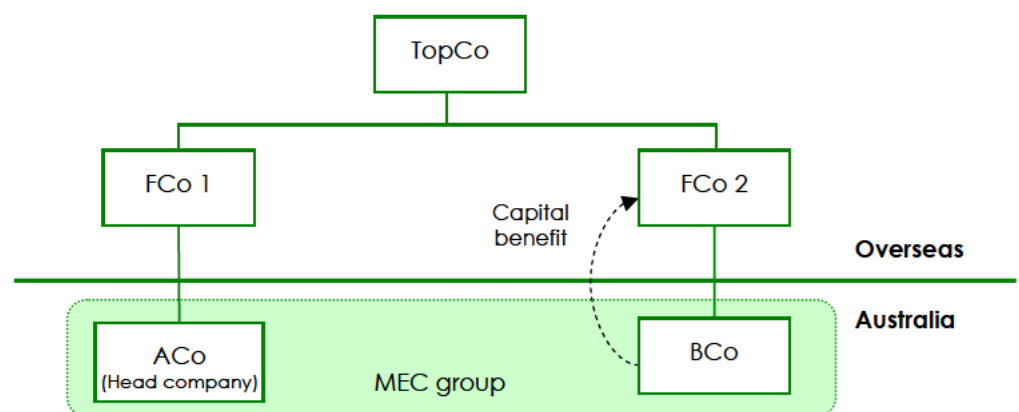 TopCo
FCo 1
FCo 2
Capital
benefit
Overseas
Australia
ACo
(Head company)
BCo
MEC group